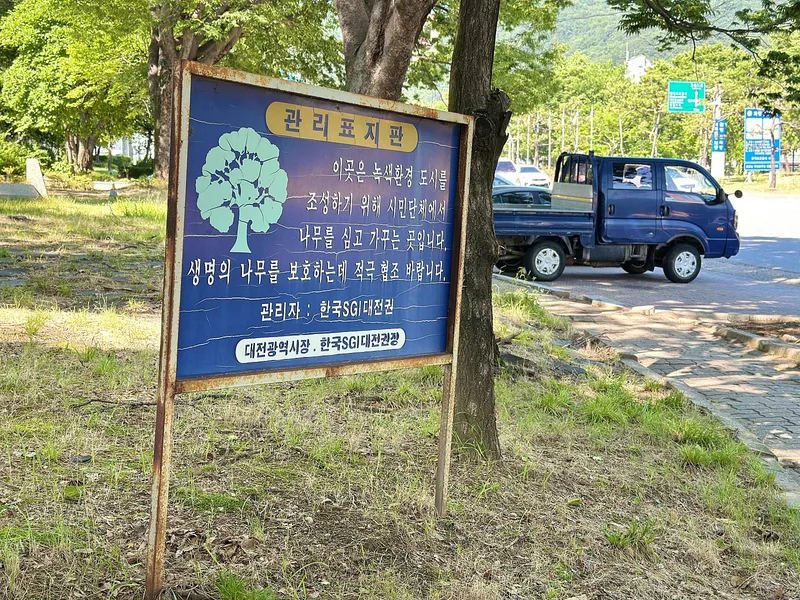 관리표지판
이곳은 녹색환경 도시를
조성하기 위해 시민단체에서
나무를 심고 가꾸는 곳입니다.
생명의 나무를 보호하는데 적극 협조 바랍니다.
관리자 : 한국SGI대전권
대전광역시장 . 한국SGI대전권장